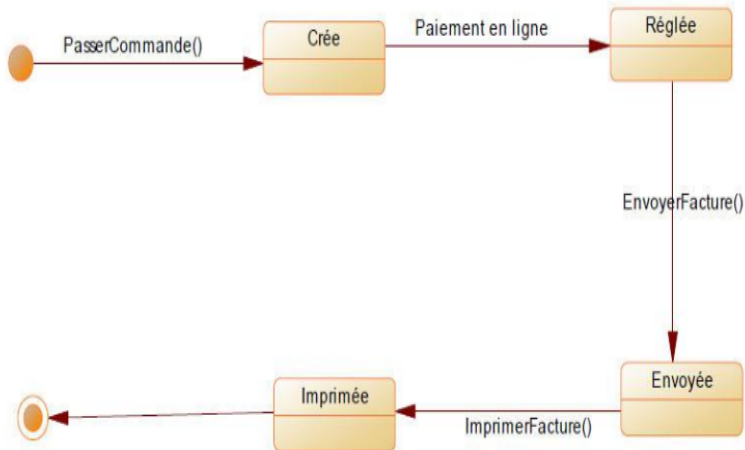 PasserCommande()
Crée
Paiement en ligne
Réglée
EnvoyerFacture()
Envoyée
ImprimerFacture()
Imprimée